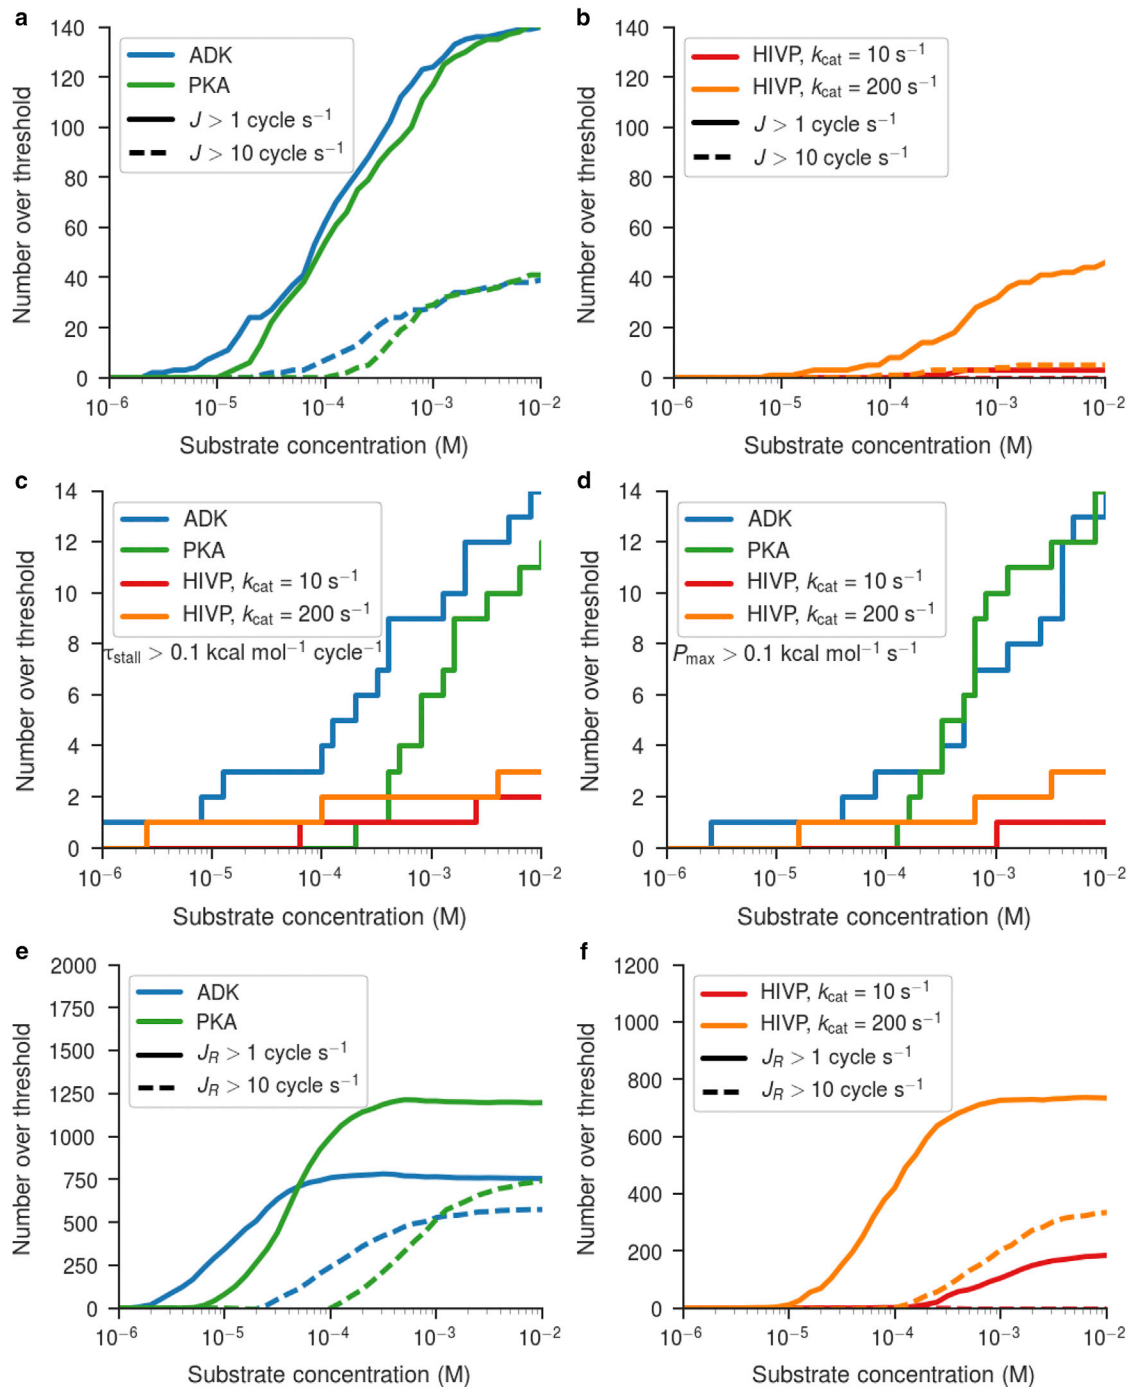 a
140
120
100
80
60
40
20
0
Number over threshold
ADK
PKA
J > 1 cycle s⁻¹
J > 10 cycle s⁻¹
10⁻⁶ 10⁻⁵ 10⁻⁴ 10⁻³ 10⁻²
Substrate concentration (M)
b
140
120
100
80
60
40
20
0
Number over threshold
HIVP, kcat = 10 s⁻¹
HIVP, kcat = 200 s⁻¹
J > 1 cycle s⁻¹
J > 10 cycle s⁻¹
10⁻⁶ 10⁻⁵ 10⁻⁴ 10⁻³ 10⁻²
Substrate concentration (M)
c
14
12
10
8
6
4
2
0
Number over threshold
ADK
PKA
HIVP, kcat = 10 s⁻¹
HIVP, kcat = 200 s⁻¹
τstall > 0.1 kcal mol⁻¹ cycle⁻¹
10⁻⁶ 10⁻⁵ 10⁻⁴ 10⁻³ 10⁻²
Substrate concentration (M)
d
14
12
10
8
6
4
2
0
Number over threshold
ADK
PKA
HIVP, kcat = 10 s⁻¹
HIVP, kcat = 200 s⁻¹
Pmax > 0.1 kcal mol⁻¹ s⁻¹
10⁻⁶ 10⁻⁵ 10⁻⁴ 10⁻³ 10⁻²
Substrate concentration (M)
e
2000
1750
1500
1250
1000
750
500
250
0
Number over threshold
ADK
PKA
JR > 1 cycle s⁻¹
JR > 10 cycle s⁻¹
10⁻⁶ 10⁻⁵ 10⁻⁴ 10⁻³ 10⁻²
Substrate concentration (M)
f
1200
1000
800
600
400
200
0
Number over threshold
HIVP, kcat = 10 s⁻¹
HIVP, kcat = 200 s⁻¹
JR > 1 cycle s⁻¹
JR > 10 cycle s⁻¹
10⁻⁶ 10⁻⁵ 10⁻⁴ 10⁻³ 10⁻²
Substrate concentration (M)